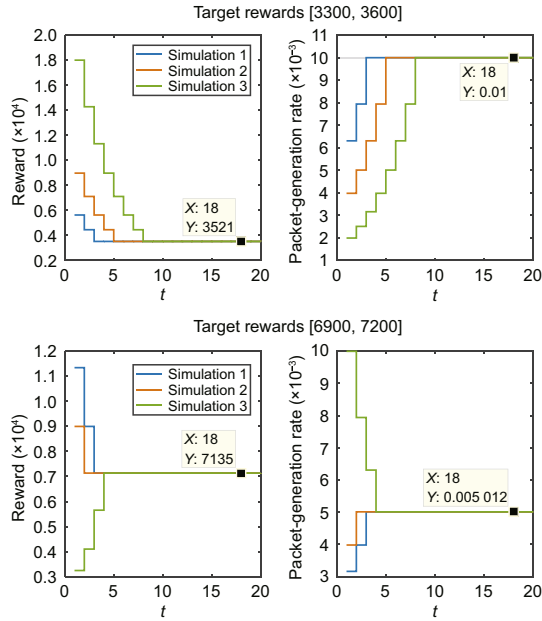 Target rewards [3300, 3600]
Reward (×10⁴)
1.8
1.6
1.4
1.2
1.0
0.8
0.6
0.4
0.2
Simulation 1
Simulation 2
Simulation 3
X: 18
Y: 3521
0
5
10
15
20
t
Packet-generation rate (×10⁻³)
11
10
9
8
7
6
5
4
3
2
1
X: 18
Y: 0.01
0
5
10
15
20
t
Target rewards [6900, 7200]
Reward (×10⁴)
1.2
1.1
1.0
0.9
0.8
0.7
0.6
0.5
0.4
0.3
Simulation 1
Simulation 2
Simulation 3
X: 18
Y: 7135
0
5
10
15
20
t
Packet-generation rate (×10⁻³)
10
9
8
7
6
5
4
3
X: 18
Y: 0.005 012
0
5
10
15
20
t